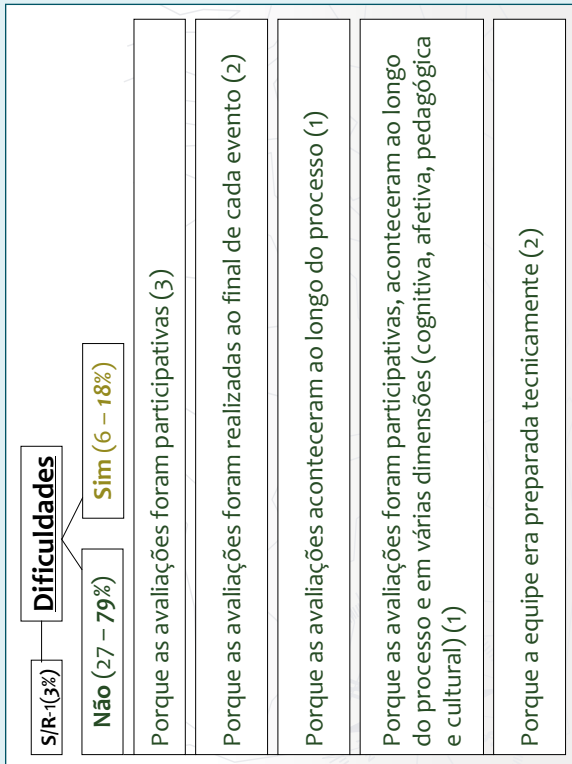 S/R-1(3%)
Dificuldades
Não (27 – 79%)
Sim (6 – 18%)
Porque as avaliações foram participativas (3)
Porque as avaliações foram realizadas ao final de cada evento (2)
Porque as avaliações aconteceram ao longo do processo (1)
Porque as avaliações foram participativas, aconteceram ao longo
do processo e em várias dimensões (cognitiva, afetiva, pedagógica
e cultural) (1)
Porque a equipe era preparada tecnicamente (2)